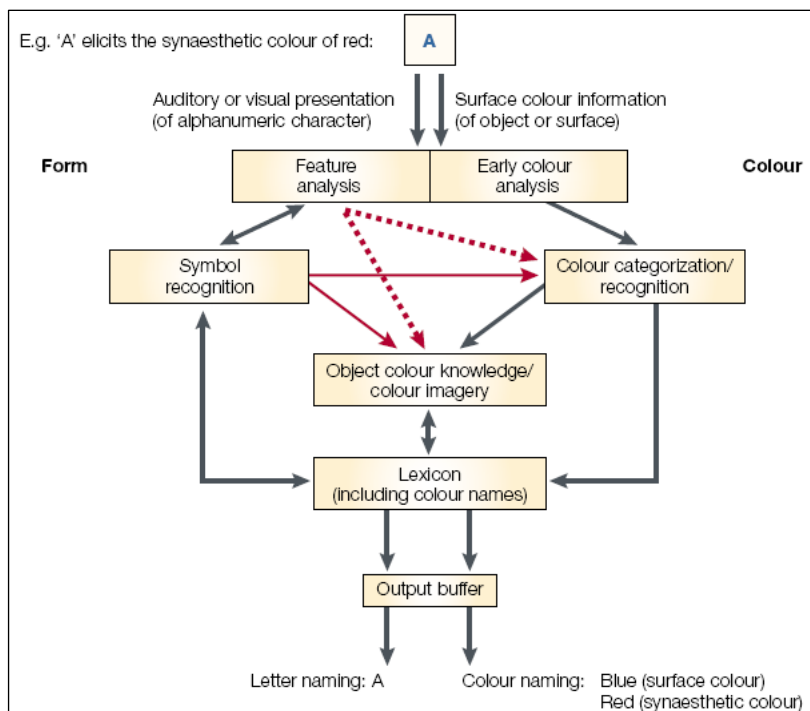 E.g. ‘A’ elicits the synaesthetic colour of red:
A
Auditory or visual presentation
(of alphanumeric character)
Surface colour information
(of object or surface)
Form
Colour
Feature
analysis
Early colour
analysis
Symbol
recognition
Colour categorization/
recognition
Object colour knowledge/
colour imagery
Lexicon
(including colour names)
Output buffer
Letter naming: A
Colour naming: Blue (surface colour)
Red (synaesthetic colour)